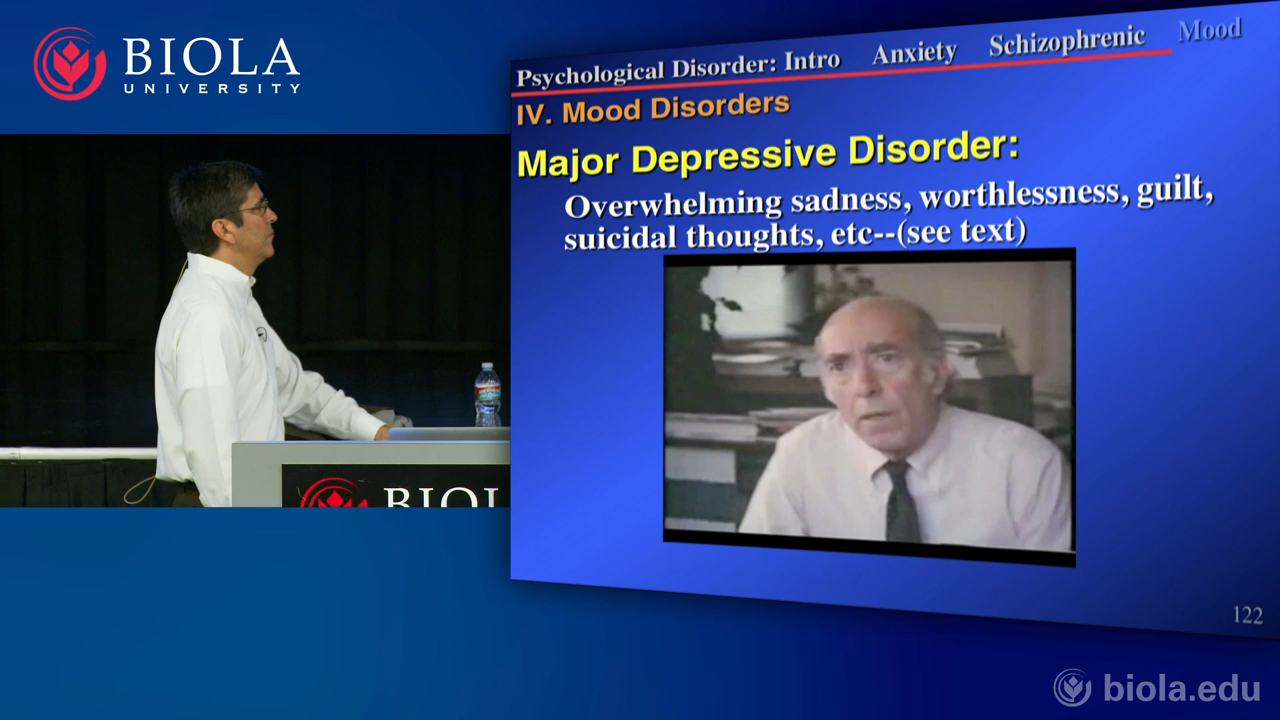 BIOLA
UNIVERSITY
Psychological Disorder: Intro Anxiety Schizophrenic Mood
IV. Mood Disorders
Major Depressive Disorder:
Overwhelming sadness, worthlessness, guilt,
suicidal thoughts, etc--(see text)
BIOL
122
biola.edu